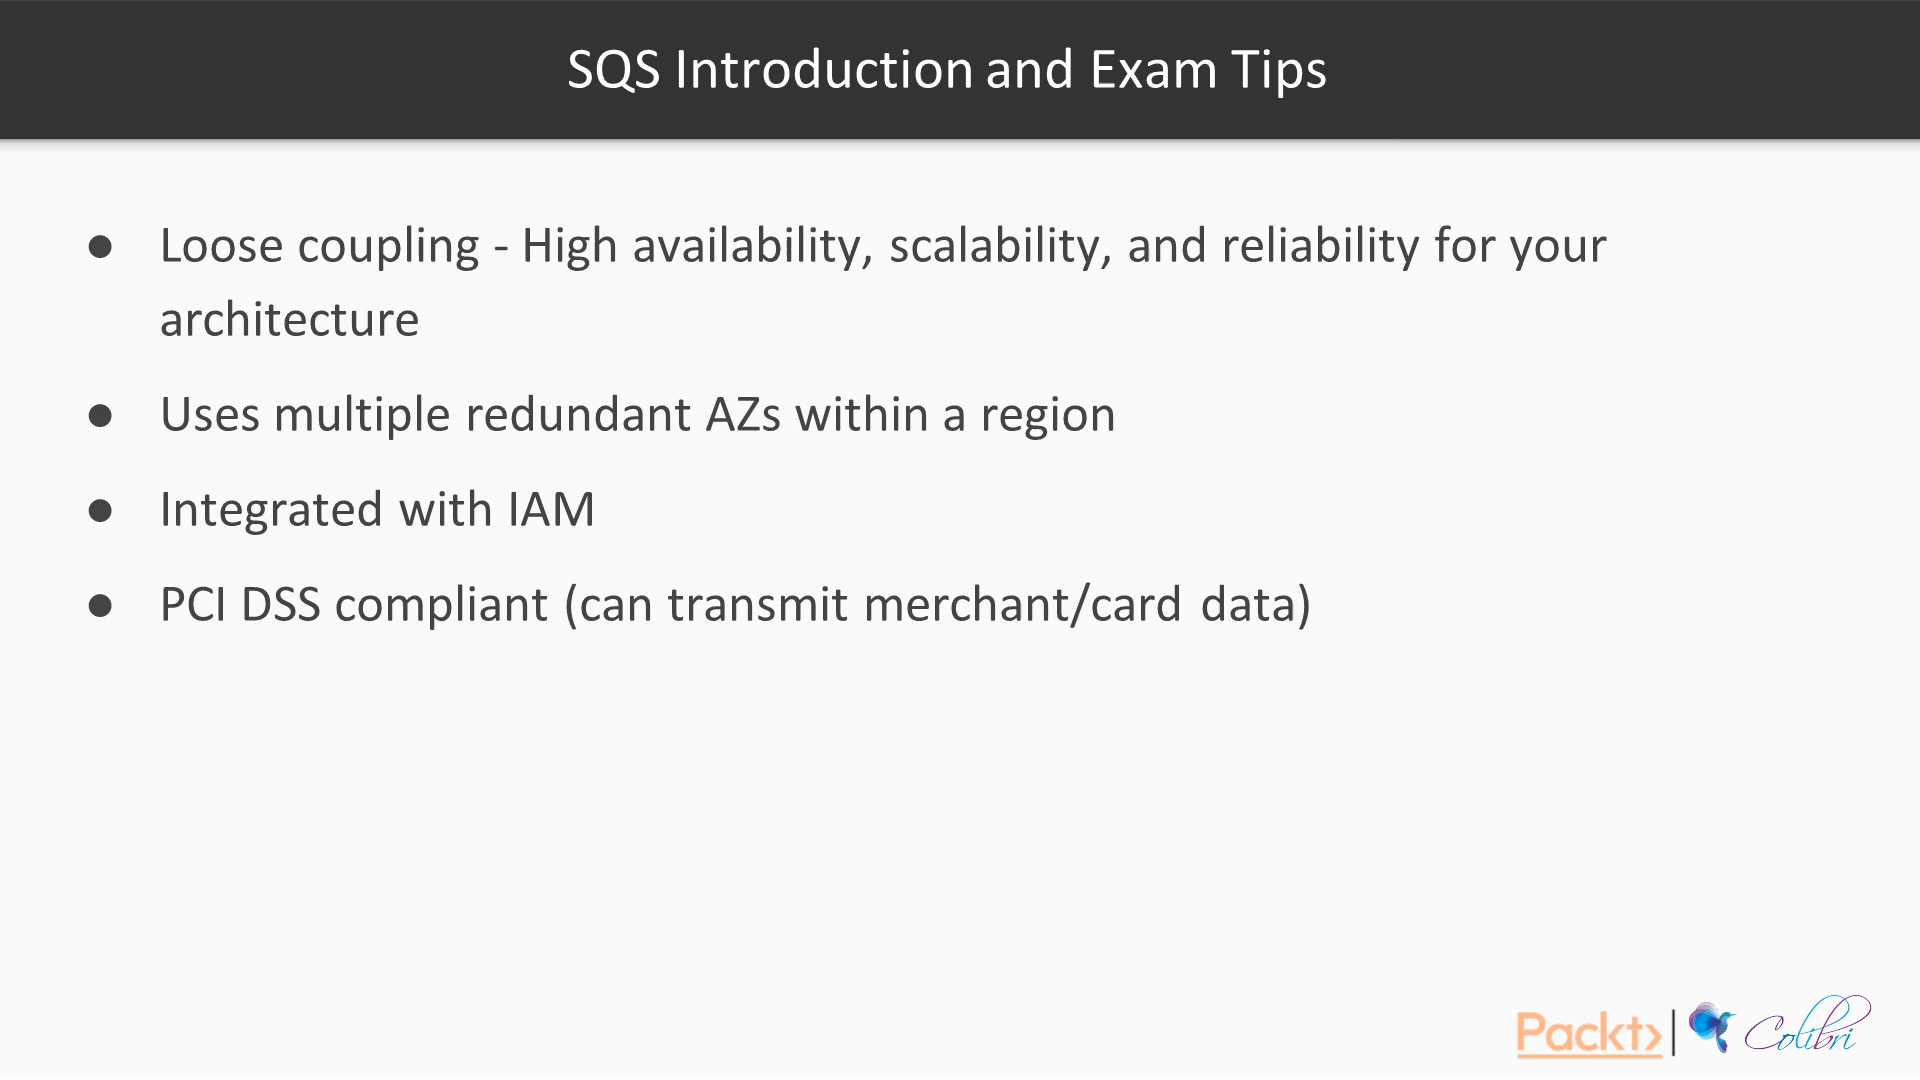 SQS Introduction and Exam Tips
● Loose coupling - High availability, scalability, and reliability for your
architecture
● Uses multiple redundant AZs within a region
● Integrated with IAM
● PCI DSS compliant (can transmit merchant/card data)
Packt> | Colibri